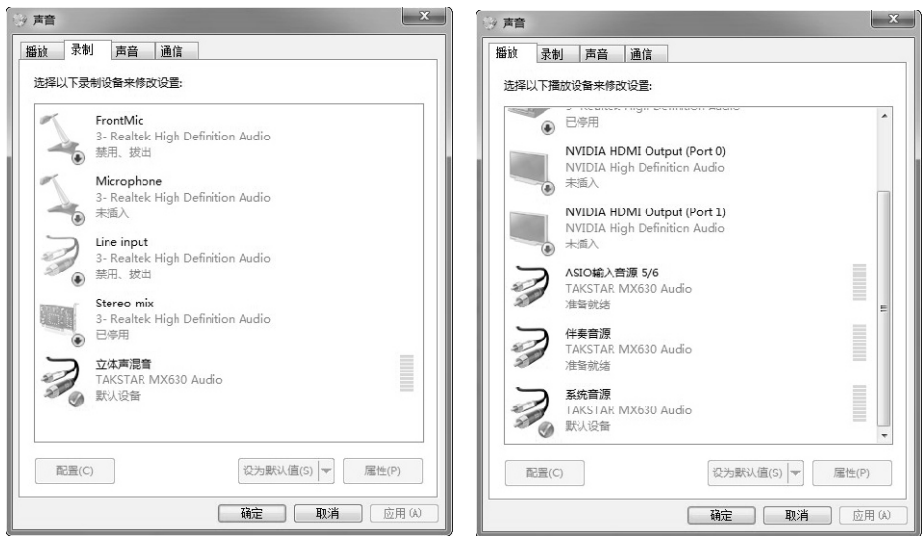 声音
播放 录制 声音 通信
选择以下录制设备来修改设置:
FrontMic
3- Realtek High Definition Audio
禁用、拔出
Microphone
3- Realtek High Definition Audio
未插入
Line input
3- Realtek High Definition Audio
禁用、拔出
Stereo mix
3- Realtek High Definition Audio
已停用
立体声混音
TAKSTAR MX630 Audio
默认设备
配置(C) 设为默认值(S) 属性(P)
确定 取消 应用(A)
声音
播放 录制 声音 通信
选择以下播放设备来修改设置:
已停用
NVIDIA HDMI Output (Port 0)
NVIDIA High Definition Audio
未插入
NVIDIA HDMI Output (Port 1)
NVIDIA High Definition Audio
未插入
ASIO输入音源 5/6
TAKSTAR MX630 Audio
准备就绪
伴奏音源
TAKSTAR MX630 Audio
准备就绪
系统音源
TAKSTAR MX630 Audio
默认设备
配置(C) 设为默认值(S) 属性(P)
确定 取消 应用(A)